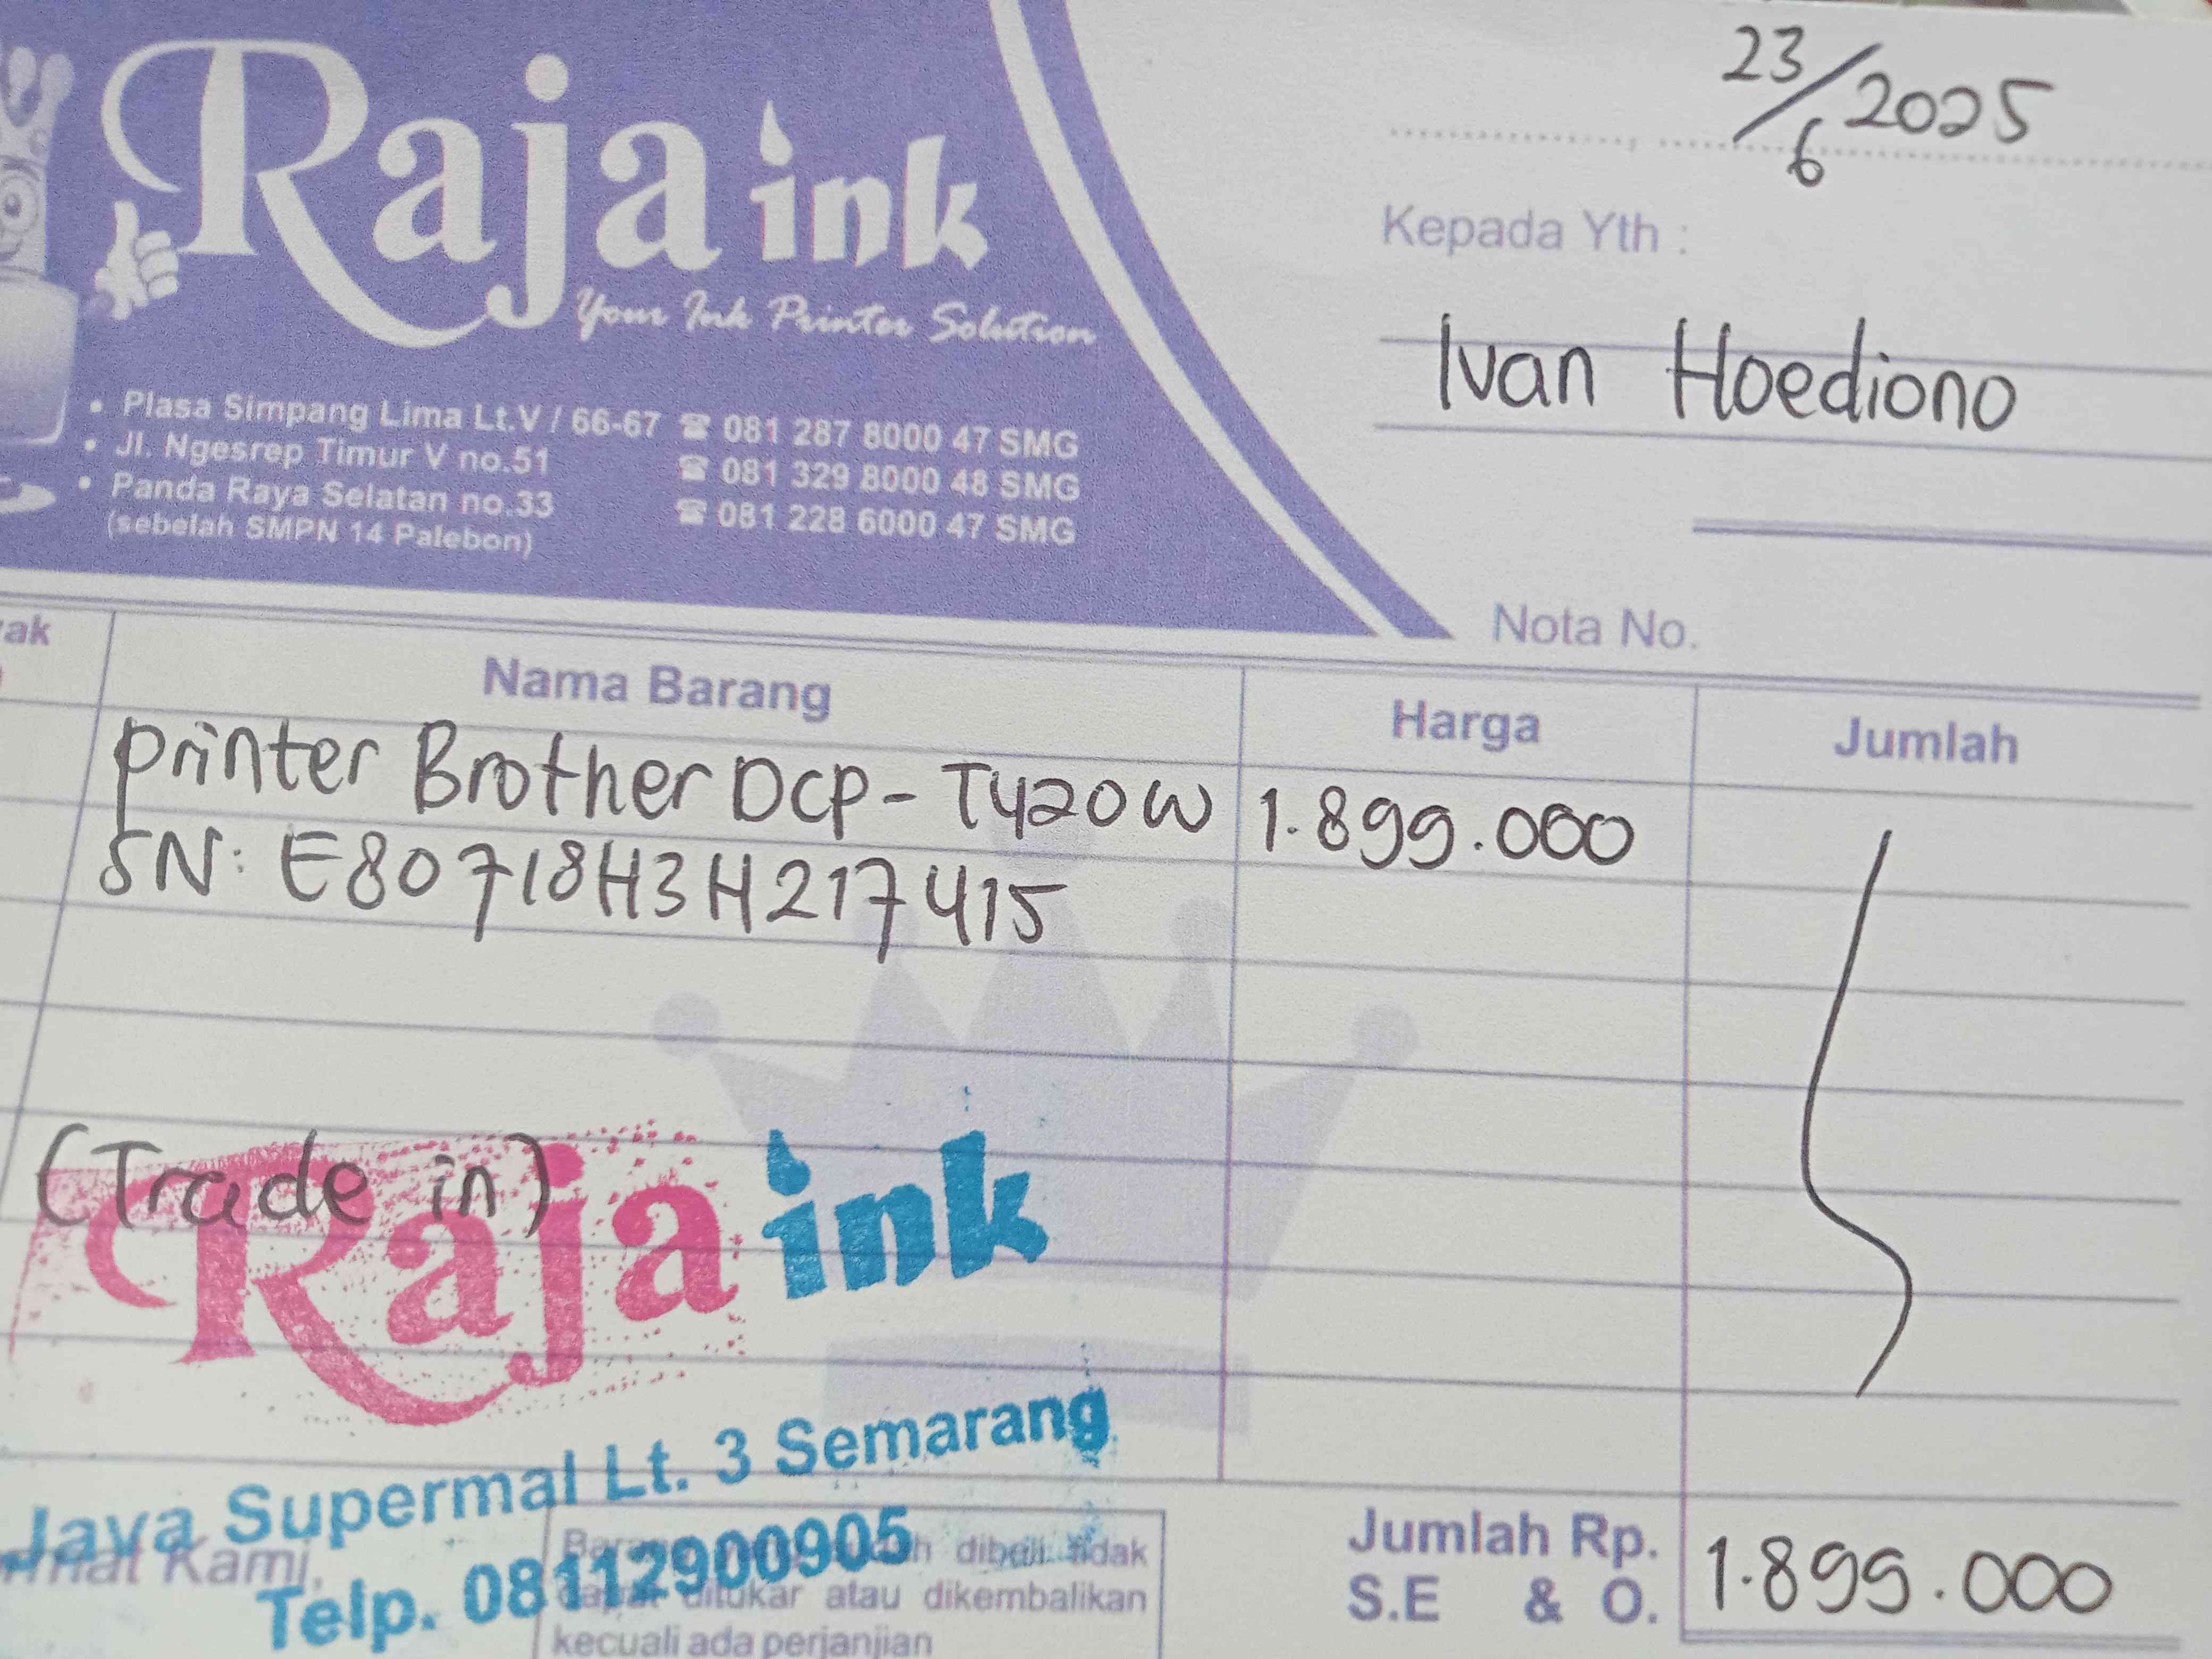 23/6 2025
Raja ink
Your Ink Printer Solution
Kepada Yth :
Ivan Hoediono
• Plasa Simpang Lima Lt.V / 66-67 ☎ 081 287 8000 47 SMG
• Jl. Ngesrep Timur V no.51 ☎ 081 329 8000 48 SMG
• Panda Raya Selatan no.33 ☎ 081 228 6000 47 SMG
(sebelah SMPN 14 Palebon)
Nota No.
Nama Barang Harga Jumlah
Printer Brother DCP-T420W 1.899.000
SN: E80718H3H217415
(Trade in)
Raja ink
Java Supermal Lt. 3 Semarang
Telp. 08112900905
Kami,
dibeli tidak
ditukar atau dikembalikan
kecuali ada perjanjian
Jumlah Rp. 1.899.000
S.E & O.